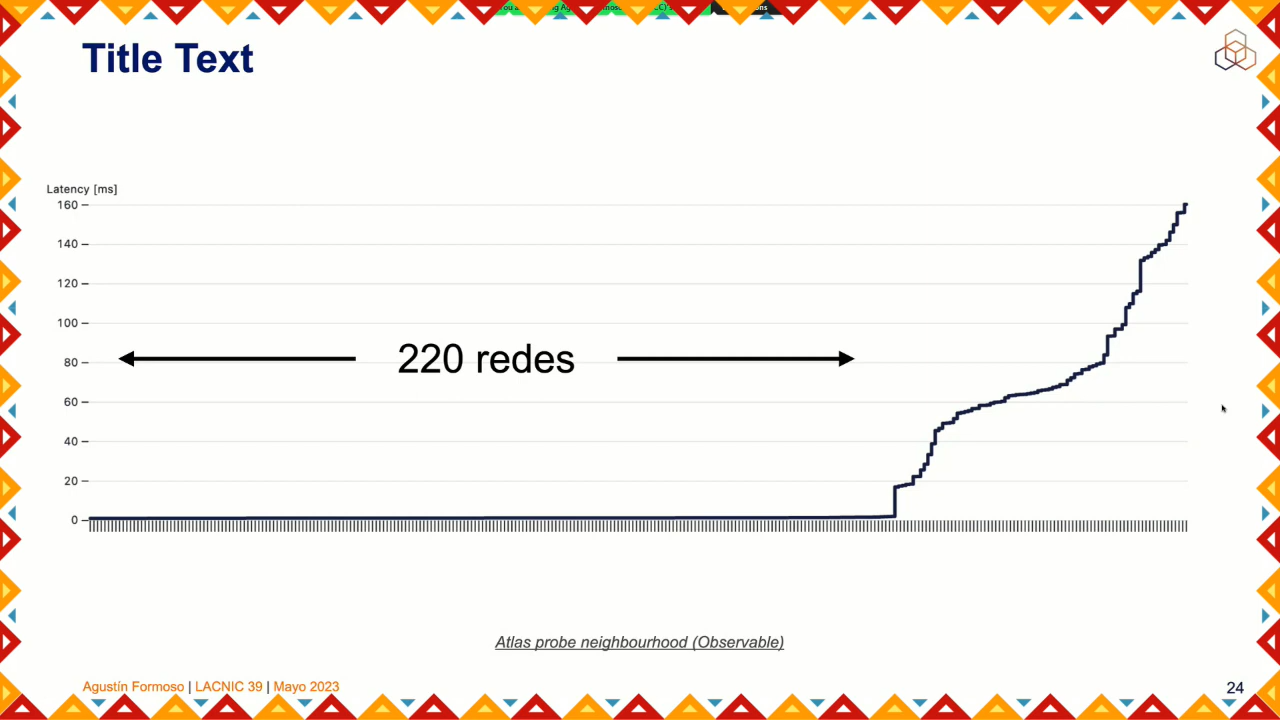 Title Text
Latency [ms]
160
140
120
100
80
60
40
20
0
220 redes
Atlas probe neighbourhood (Observable)
Agustín Formoso | LACNIC 39 | Mayo 2023
24